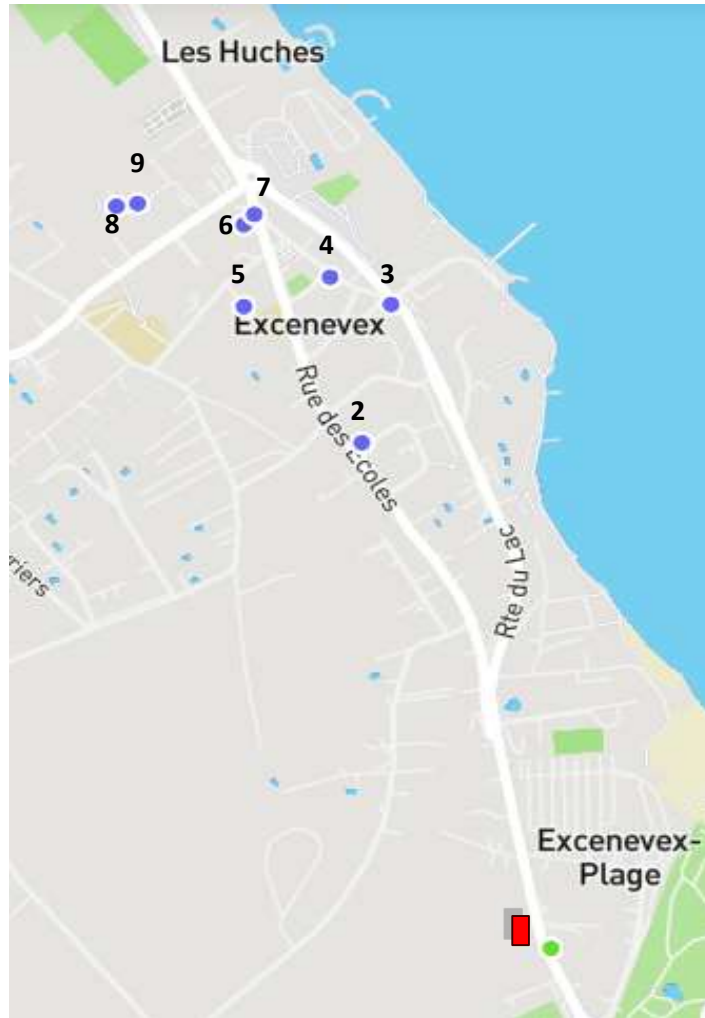 Les Huches
9
7
8
6
4
5
3
Excenevex
2
Rue des Écoles
Rte du Lac
riers
Excenevex-
Plage